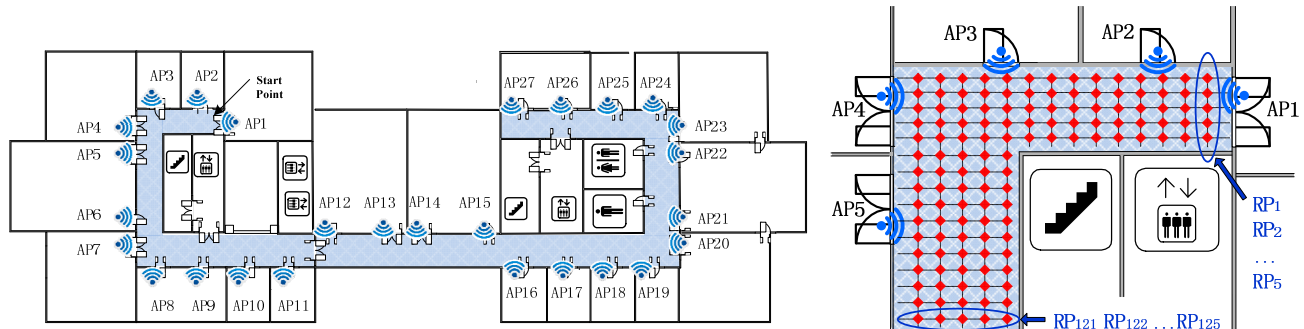 AP3
AP2
Start
Point
AP27
AP26
AP25
AP24
AP4
AP1
AP23
AP5
AP22
AP6
AP12
AP13
AP14
AP15
AP21
AP7
AP20
AP8
AP9
AP10
AP11
AP16
AP17
AP18
AP19
AP3
AP2
AP4
AP1
AP5
RP1
RP2
...
RP5
RP121 RP122 ...RP125